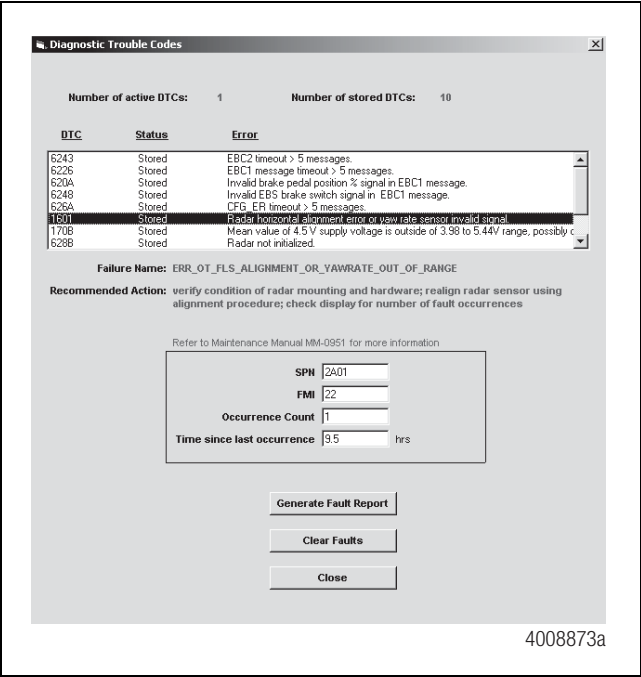 Diagnostic Trouble Codes
Number of active DTCs: 1 Number of stored DTCs: 10
DTC Status Error
6243 Stored EBC2 timeout > 5 messages.
6226 Stored EBC1 message timeout > 5 messages.
620A Stored Invalid brake pedal position % signal in EBC1 message.
6248 Stored Invalid EBS brake switch signal in EBC1 message.
626A Stored CFG_ER timeout > 5 messages.
1601 Stored Radar horizontal alignment error or yaw rate sensor invalid signal.
170B Stored Mean value of 4.5 V supply voltage is outside of 3.98 to 5.44V range, possibly c
628B Stored Radar not initialized.
Failure Name: ERR_OT_FLS_ALIGNMENT_OR_YAWRATE_OUT_OF_RANGE
Recommended Action: verify condition of radar mounting and hardware; realign radar sensor using
alignment procedure; check display for number of fault occurrences
Refer to Maintenance Manual MM-0951 for more information
SPN 2A01
FMI 22
Occurrence Count 1
Time since last occurrence 9.5 hrs
Generate Fault Report
Clear Faults
Close
4008873a